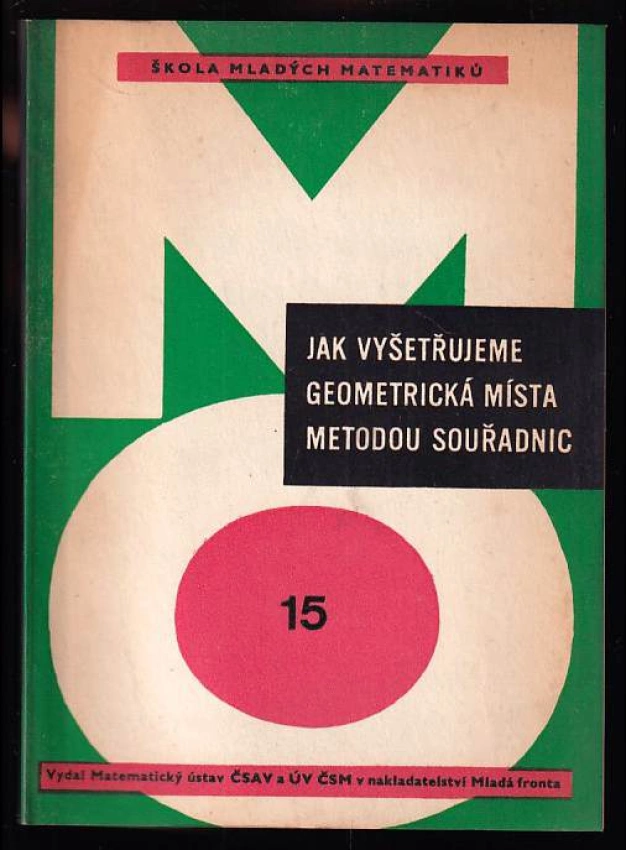 ŠKOLA MLADÝCH MATEMATIKŮ
MO
JAK VYŠETŘUJEME
GEOMETRICKÁ MÍSTA
METODOU SOUŘADNIC
15
Vydal Matematický ústav ČSAV a ÚV ČSM v nakladatelství Mladá fronta